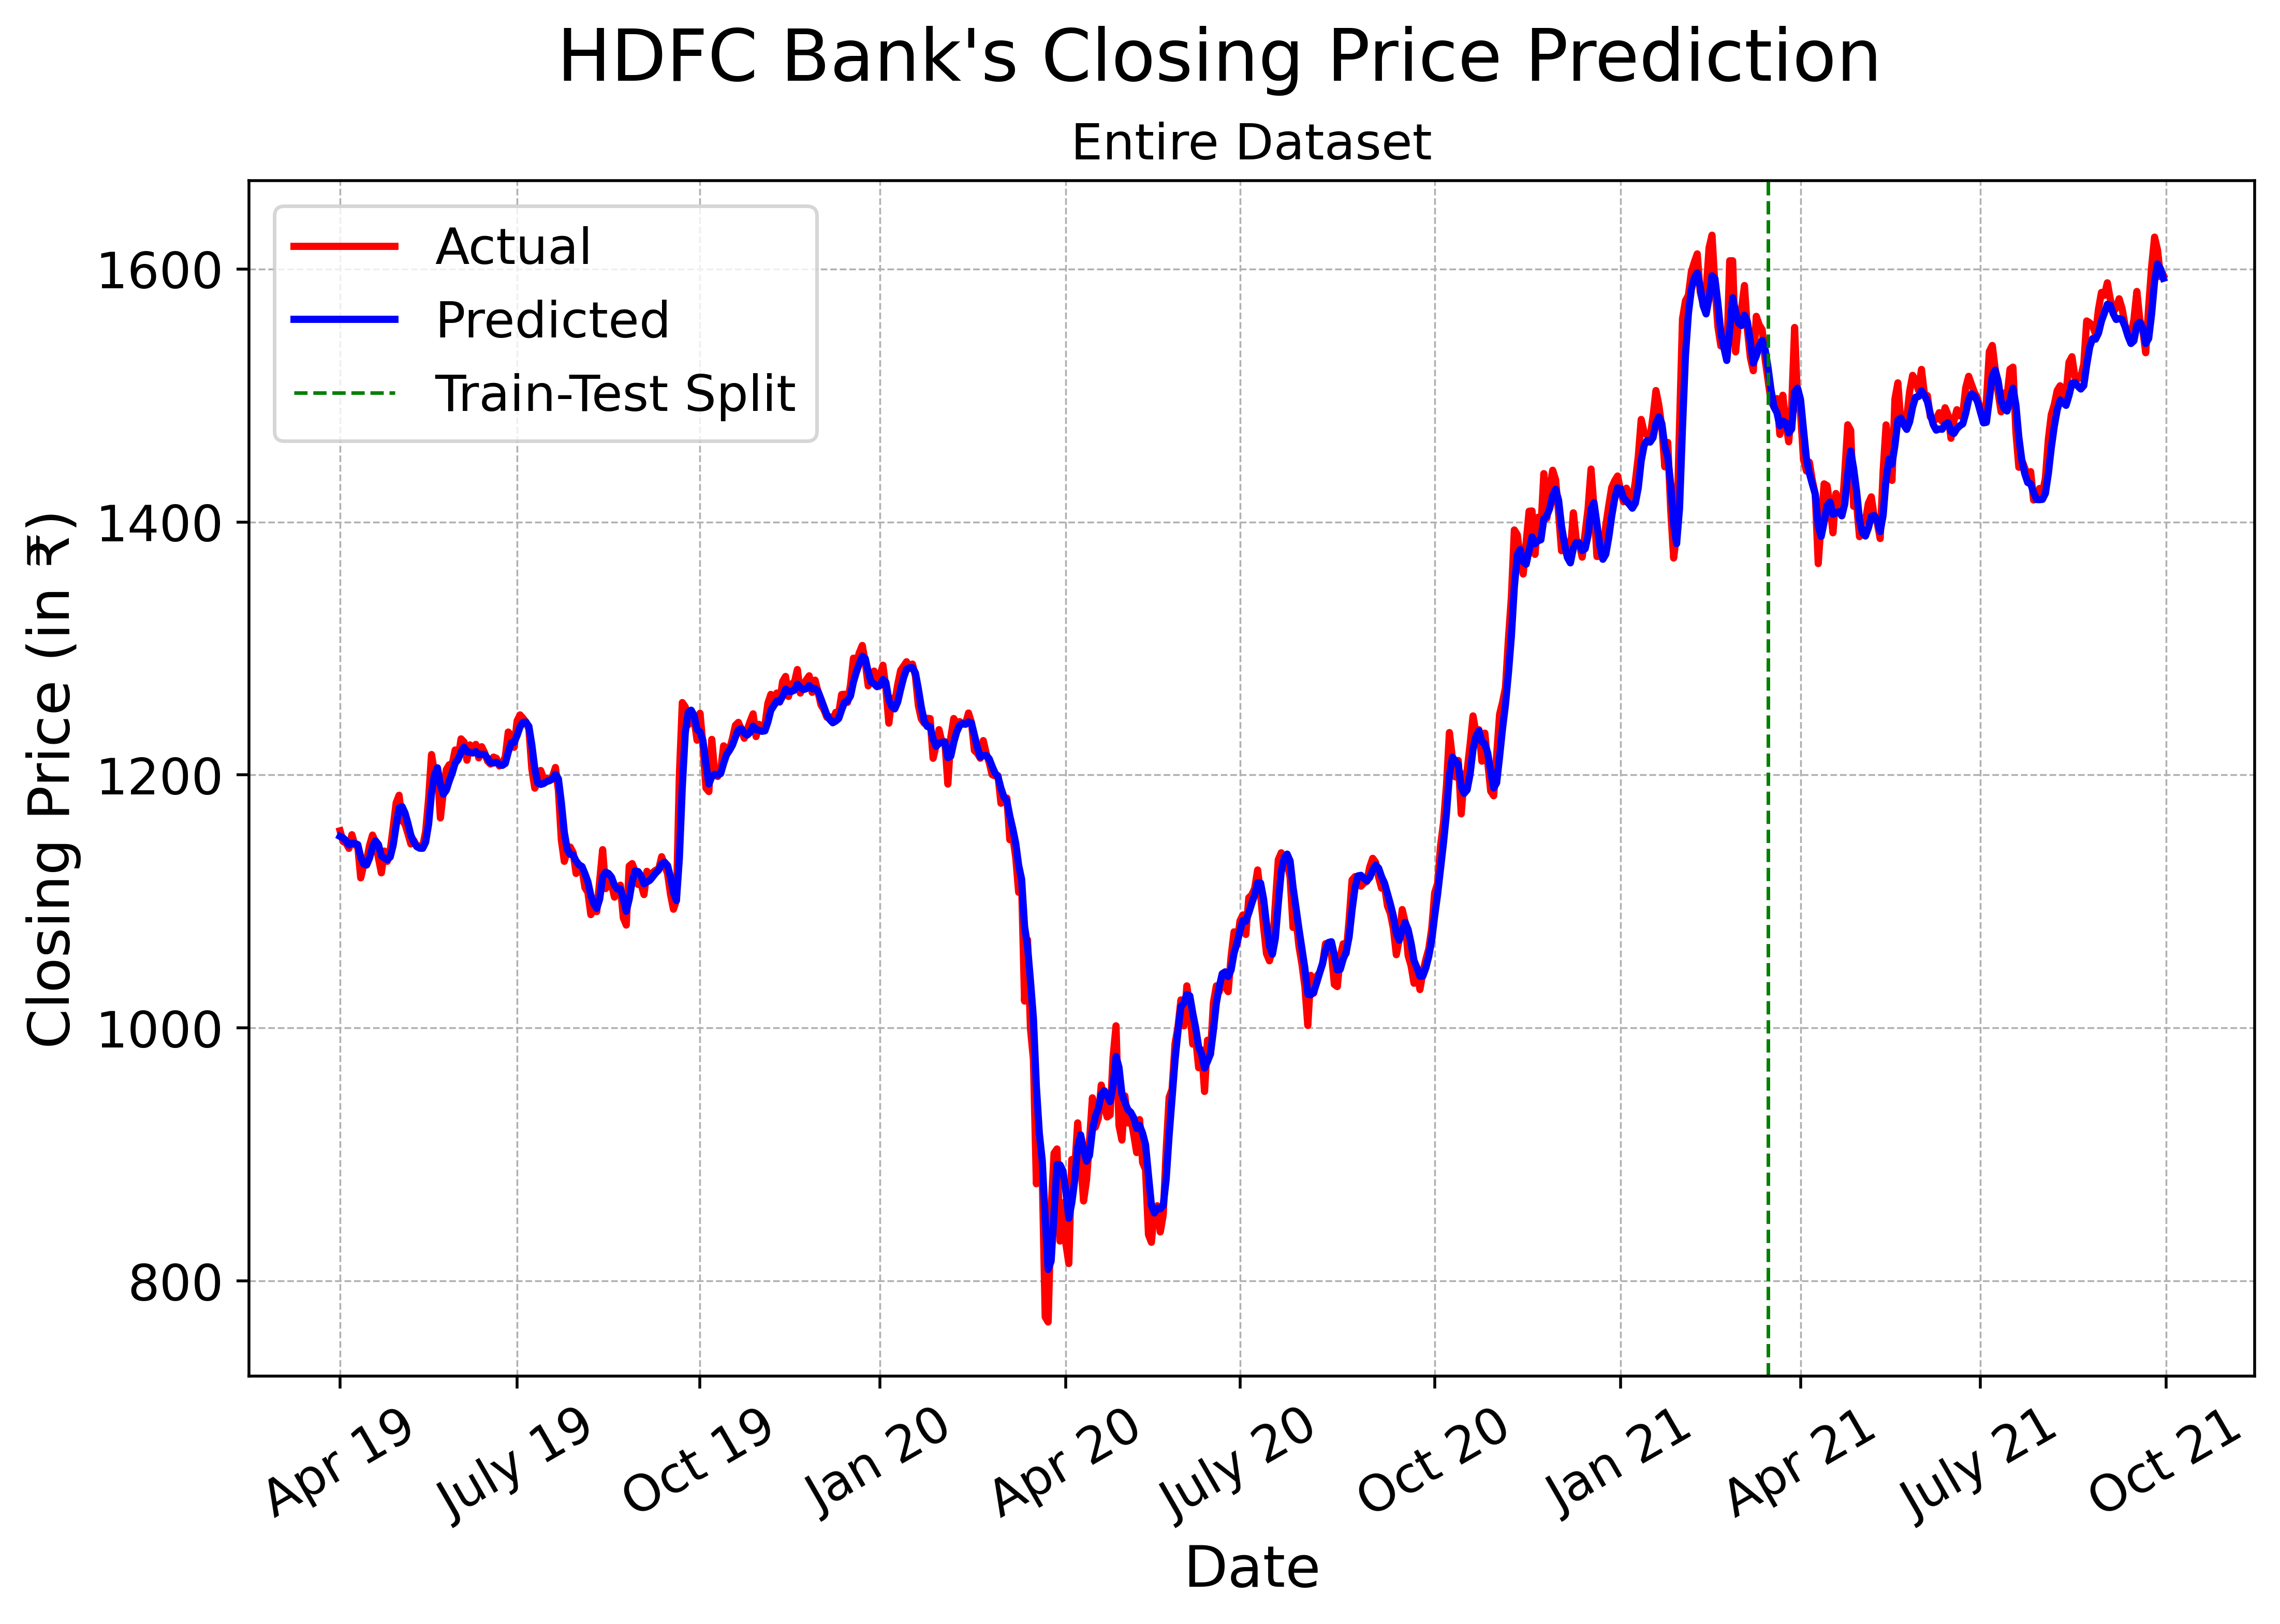 HDFC Bank's Closing Price Prediction
Entire Dataset
Actual
Predicted
Train-Test Split
Closing Price (in ₹)
1600
1400
1200
1000
800
Apr 19
July 19
Oct 19
Jan 20
Apr 20
July 20
Oct 20
Jan 21
Apr 21
July 21
Oct 21
Date